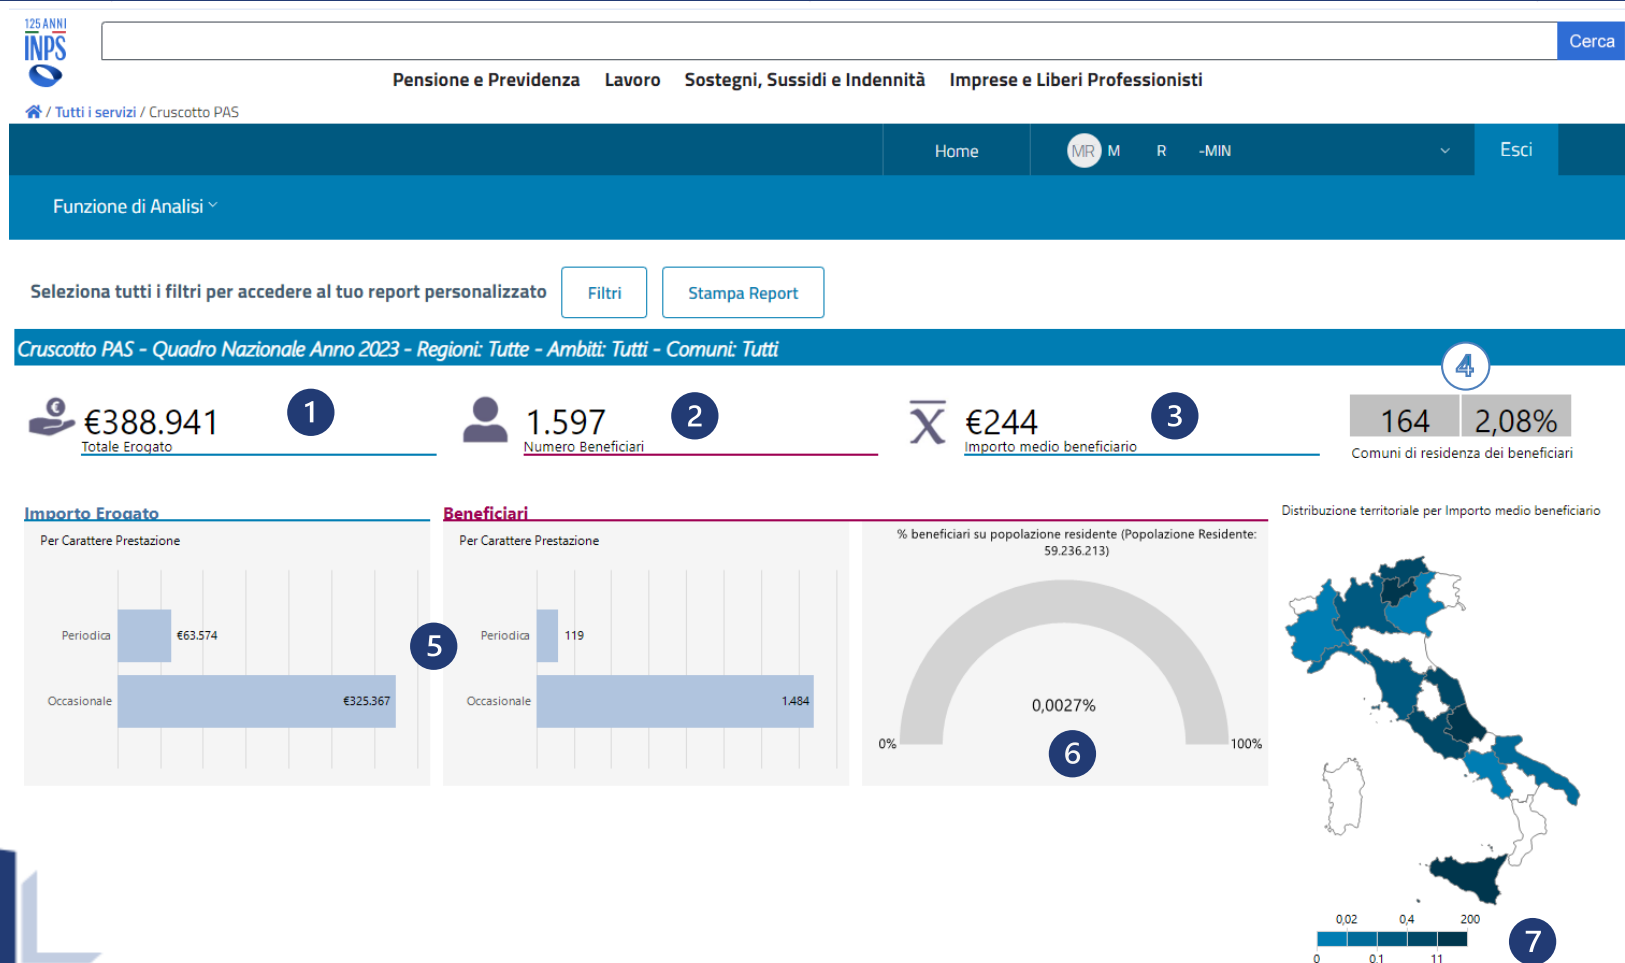 125 ANNI
INPS
Cerca
Pensione e Previdenza Lavoro Sostegni, Sussidi e Indennità Imprese e Liberi Professionisti
/ Tutti i servizi / Cruscotto PAS
Home MR M R -MIN Esci
Funzione di Analisi
Seleziona tutti i filtri per accedere al tuo report personalizzato Filtri Stampa Report
Cruscotto PAS - Quadro Nazionale Anno 2023 - Regioni: Tutte - Ambiti: Tutti - Comuni: Tutti
4
€388.941 1
Totale Erogato
1.597 2
Numero Beneficiari
X €244 3
Importo medio beneficiario
164 2,08%
Comuni di residenza dei beneficiari
Importo Erogato
Per Carattere Prestazione
Periodica €63.574
Occasionale €325.367
5
Beneficiari
Per Carattere Prestazione
Periodica 119
Occasionale 1.484
% beneficiari su popolazione residente (Popolazione Residente:
59.236.213)
0,0027%
0% 100%
6
Distribuzione territoriale per Importo medio beneficiario
0,02 0,4 200
0 0,1 11
7